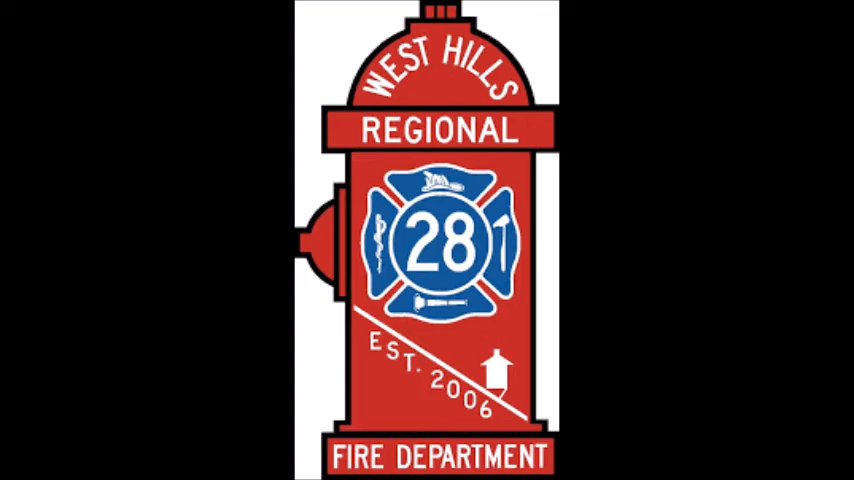 WEST HILLS
REGIONAL
28
EST. 2006
FIRE DEPARTMENT